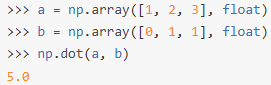 >>> a = np.array([1, 2, 3], float)
>>> b = np.array([0, 1, 1], float)
>>> np.dot(a, b)
5.0